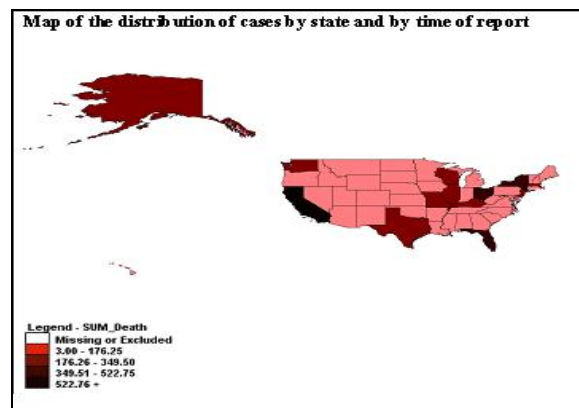 Map of the distribution of cases by state and by time of report
Legend - SUM_Death
Missing or Excluded
3.00 - 176.25
176.26 - 349.50
349.51 - 522.75
522.76 +